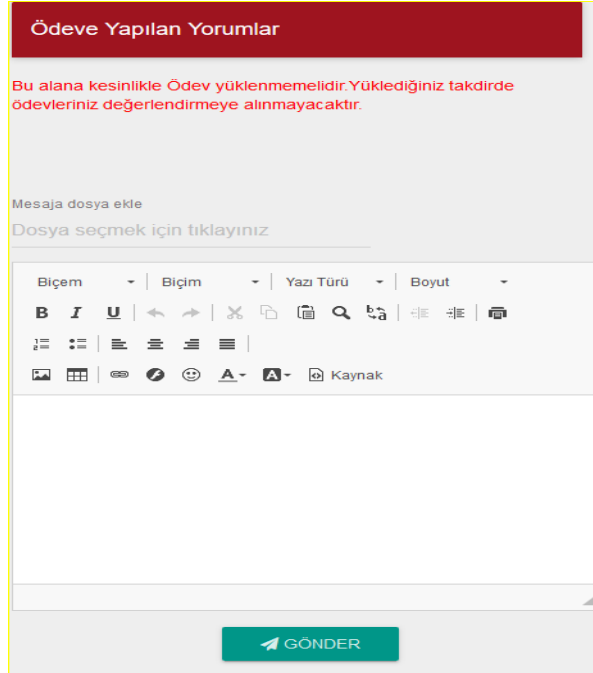 Ödeve Yapılan Yorumlar
Bu alana kesinlikle Ödev yüklenmemelidir.Yüklediğiniz takdirde
ödevleriniz değerlendirmeye alınmayacaktır.
Mesaja dosya ekle
Dosya seçmek için tıklayınız
Biçem Biçim Yazı Türü Boyut
B I U
Kaynak
GÖNDER